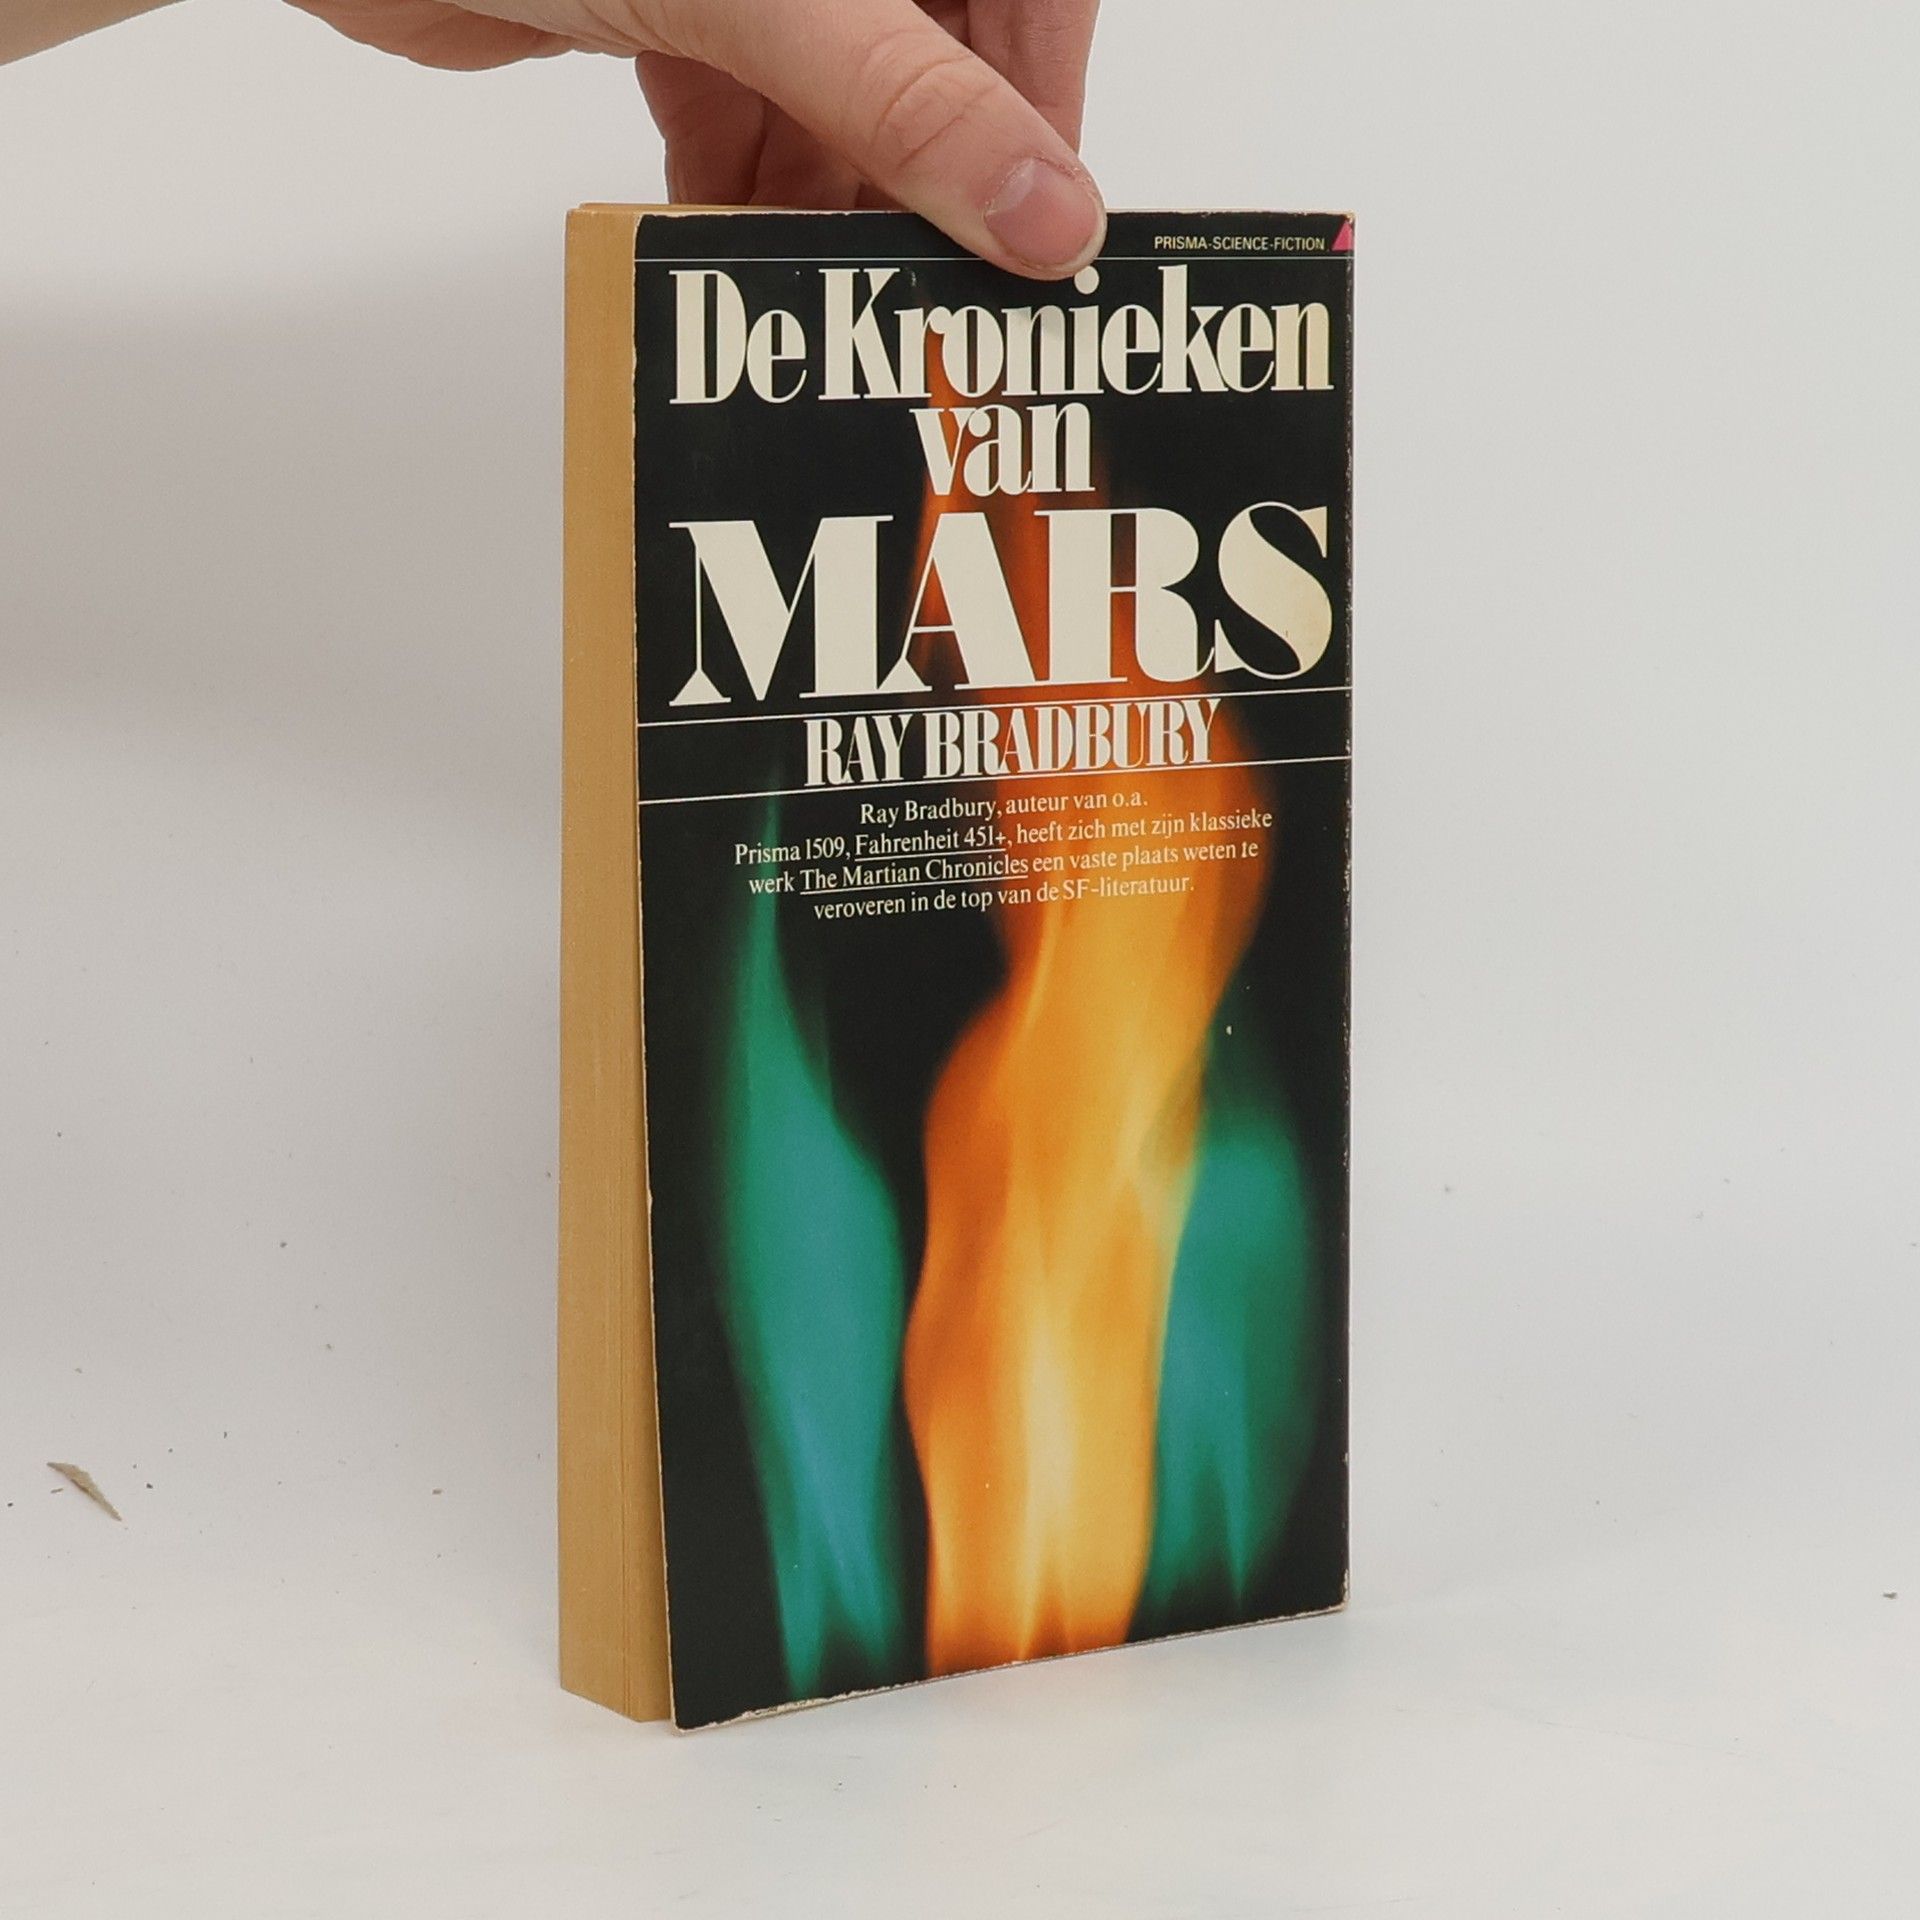 PRISMA-SCIENCE-FICTION
De Kronieken
van
MARS
RAY BRADBURY
Ray Bradbury, auteur van o.a.
Prisma 1509, Fahrenheit 451+, heeft zich met zijn klassieke
werk The Martian Chronicles een vaste plaats weten te
veroveren in de top van de SF-literatuur.